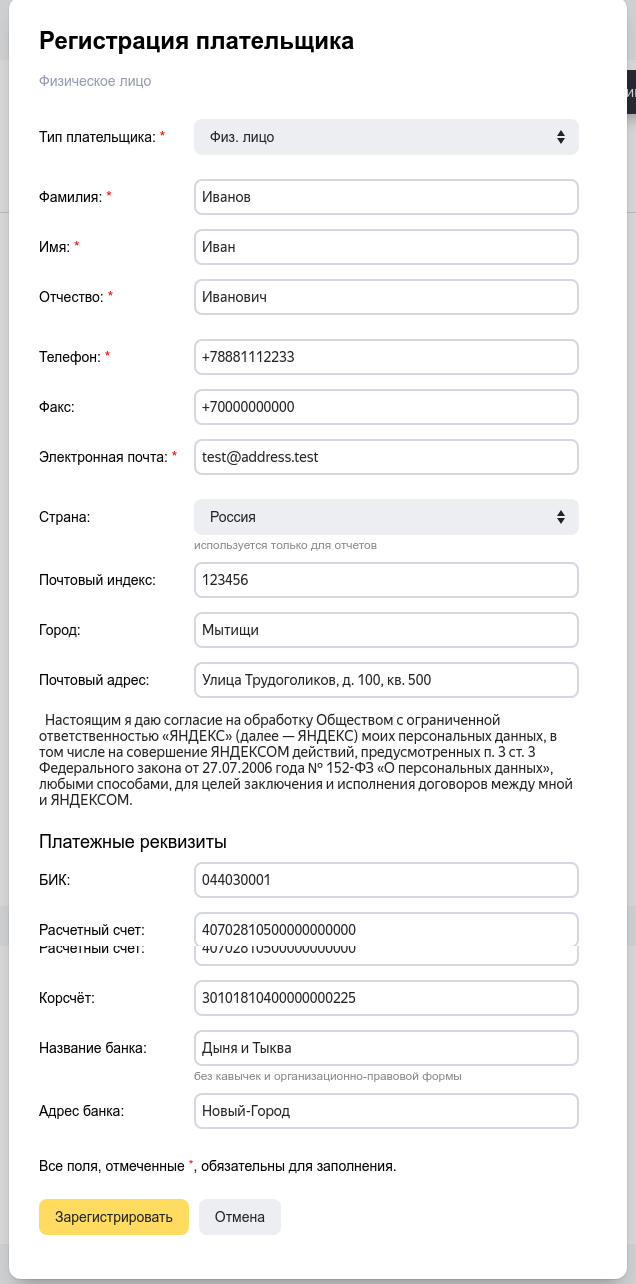 Регистрация плательщика
Физическое лицо
Тип плательщика: * Физ. лицо
Фамилия: * Иванов
Имя: * Иван
Отчество: * Иванович
Телефон: * +78881112233
Факс: +70000000000
Электронная почта: * test@address.test
Страна: Россия
используется только для отчетов
Почтовый индекс: 123456
Город: Мытищи
Почтовый адрес: Улица Трудоголиков, д. 100, кв. 500
Настоящим я даю согласие на обработку Обществом с ограниченной
ответственностью «ЯНДЕКС» (далее — ЯНДЕКС) моих персональных данных, в
том числе на совершение ЯНДЕКСОМ действий, предусмотренных п. 3 ст. 3
Федерального закона от 27.07.2006 года № 152-ФЗ «О персональных данных»,
любыми способами, для целей заключения и исполнения договоров между мной
и ЯНДЕКСОМ.
Платежные реквизиты
БИК: 044030001
Расчетный счет: 40702810500000000000
Расчетный счет: 40702810500000000000
Корсчёт: 30101810400000000225
Название банка: Дыня и Тыква
без кавычек и организационно-правовой формы
Адрес банка: Новый-Город
Все поля, отмеченные *, обязательны для заполнения.
Зарегистрировать Отмена